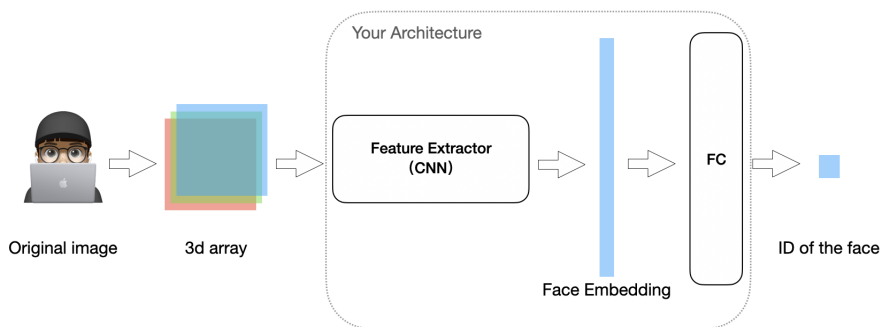 Your Architecture
Feature Extractor
(CNN)
FC
Original image
3d array
Face Embedding
ID of the face